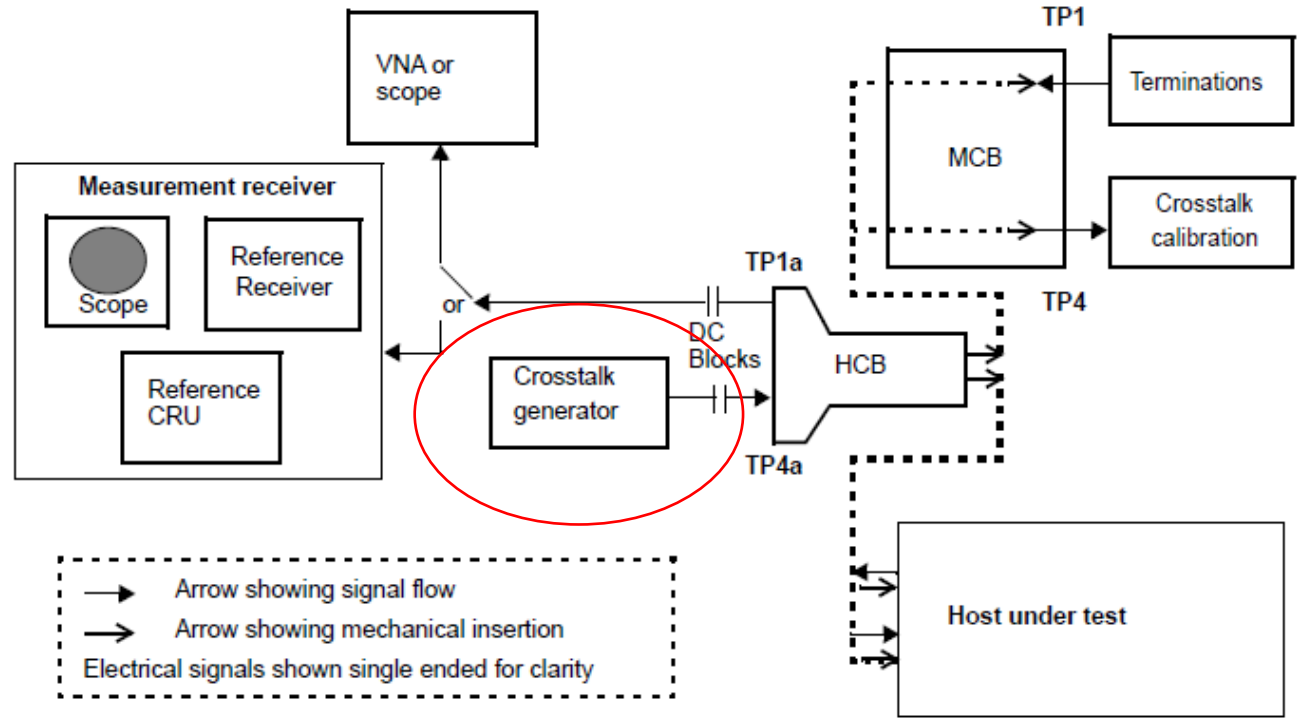 TP1
VNA or
scope
Terminations
MCB
Measurement receiver
Crosstalk
calibration
Reference
Receiver
Scope
TP1a
TP4
or
DC
Blocks
HCB
Crosstalk
generator
Reference
CRU
TP4a
Arrow showing signal flow
Arrow showing mechanical insertion
Electrical signals shown single ended for clarity
Host under test